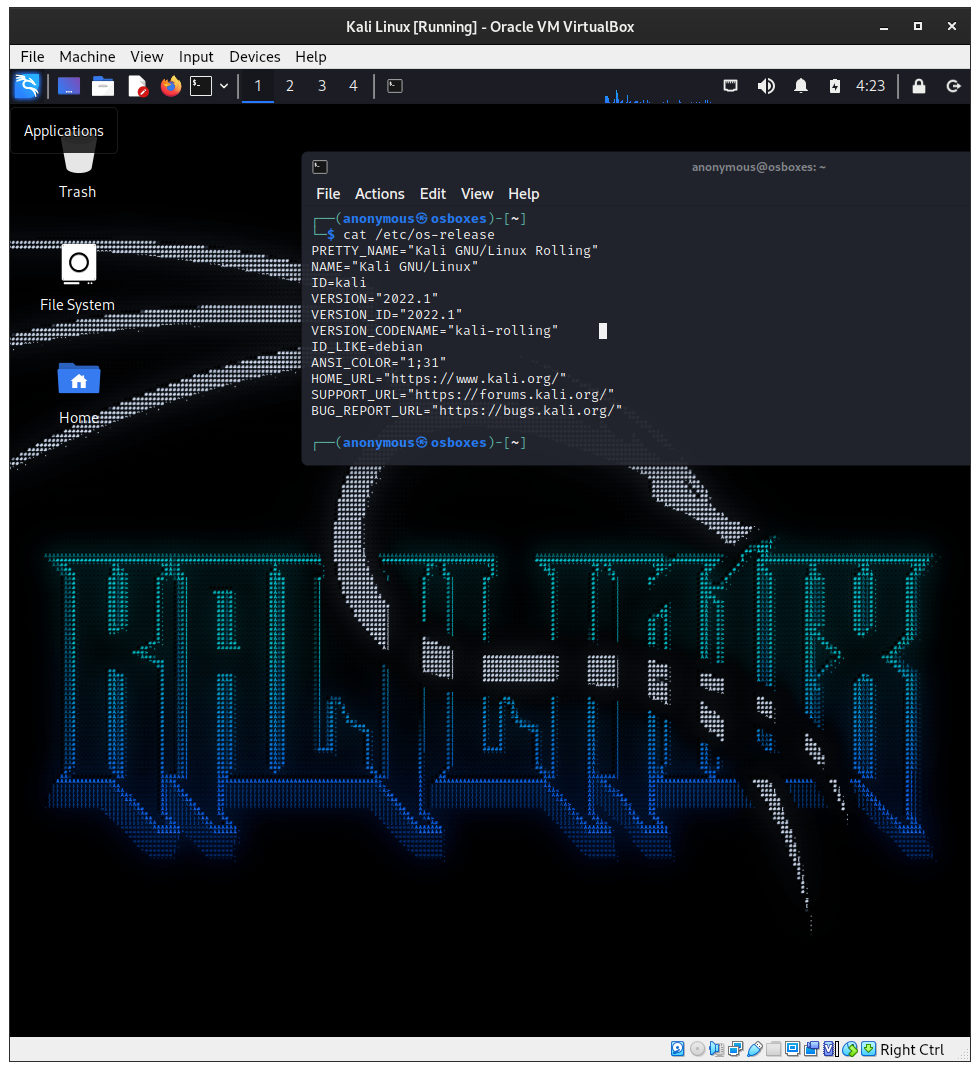 Kali Linux [Running] - Oracle VM VirtualBox
File Machine View Input Devices Help
1 2 3 4 4:23
Applications
Trash
File System
Home
anonymous@osboxes: ~
File Actions Edit View Help
┌──(anonymous㉿osboxes)-[~]
└─$ cat /etc/os-release
PRETTY_NAME="Kali GNU/Linux Rolling"
NAME="Kali GNU/Linux"
ID=kali
VERSION="2022.1"
VERSION_ID="2022.1"
VERSION_CODENAME="kali-rolling"
ID_LIKE=debian
ANSI_COLOR="1;31"
HOME_URL="https://www.kali.org/"
SUPPORT_URL="https://forums.kali.org/"
BUG_REPORT_URL="https://bugs.kali.org/"
┌──(anonymous㉿osboxes)-[~]
KALI LINUX
Right Ctrl